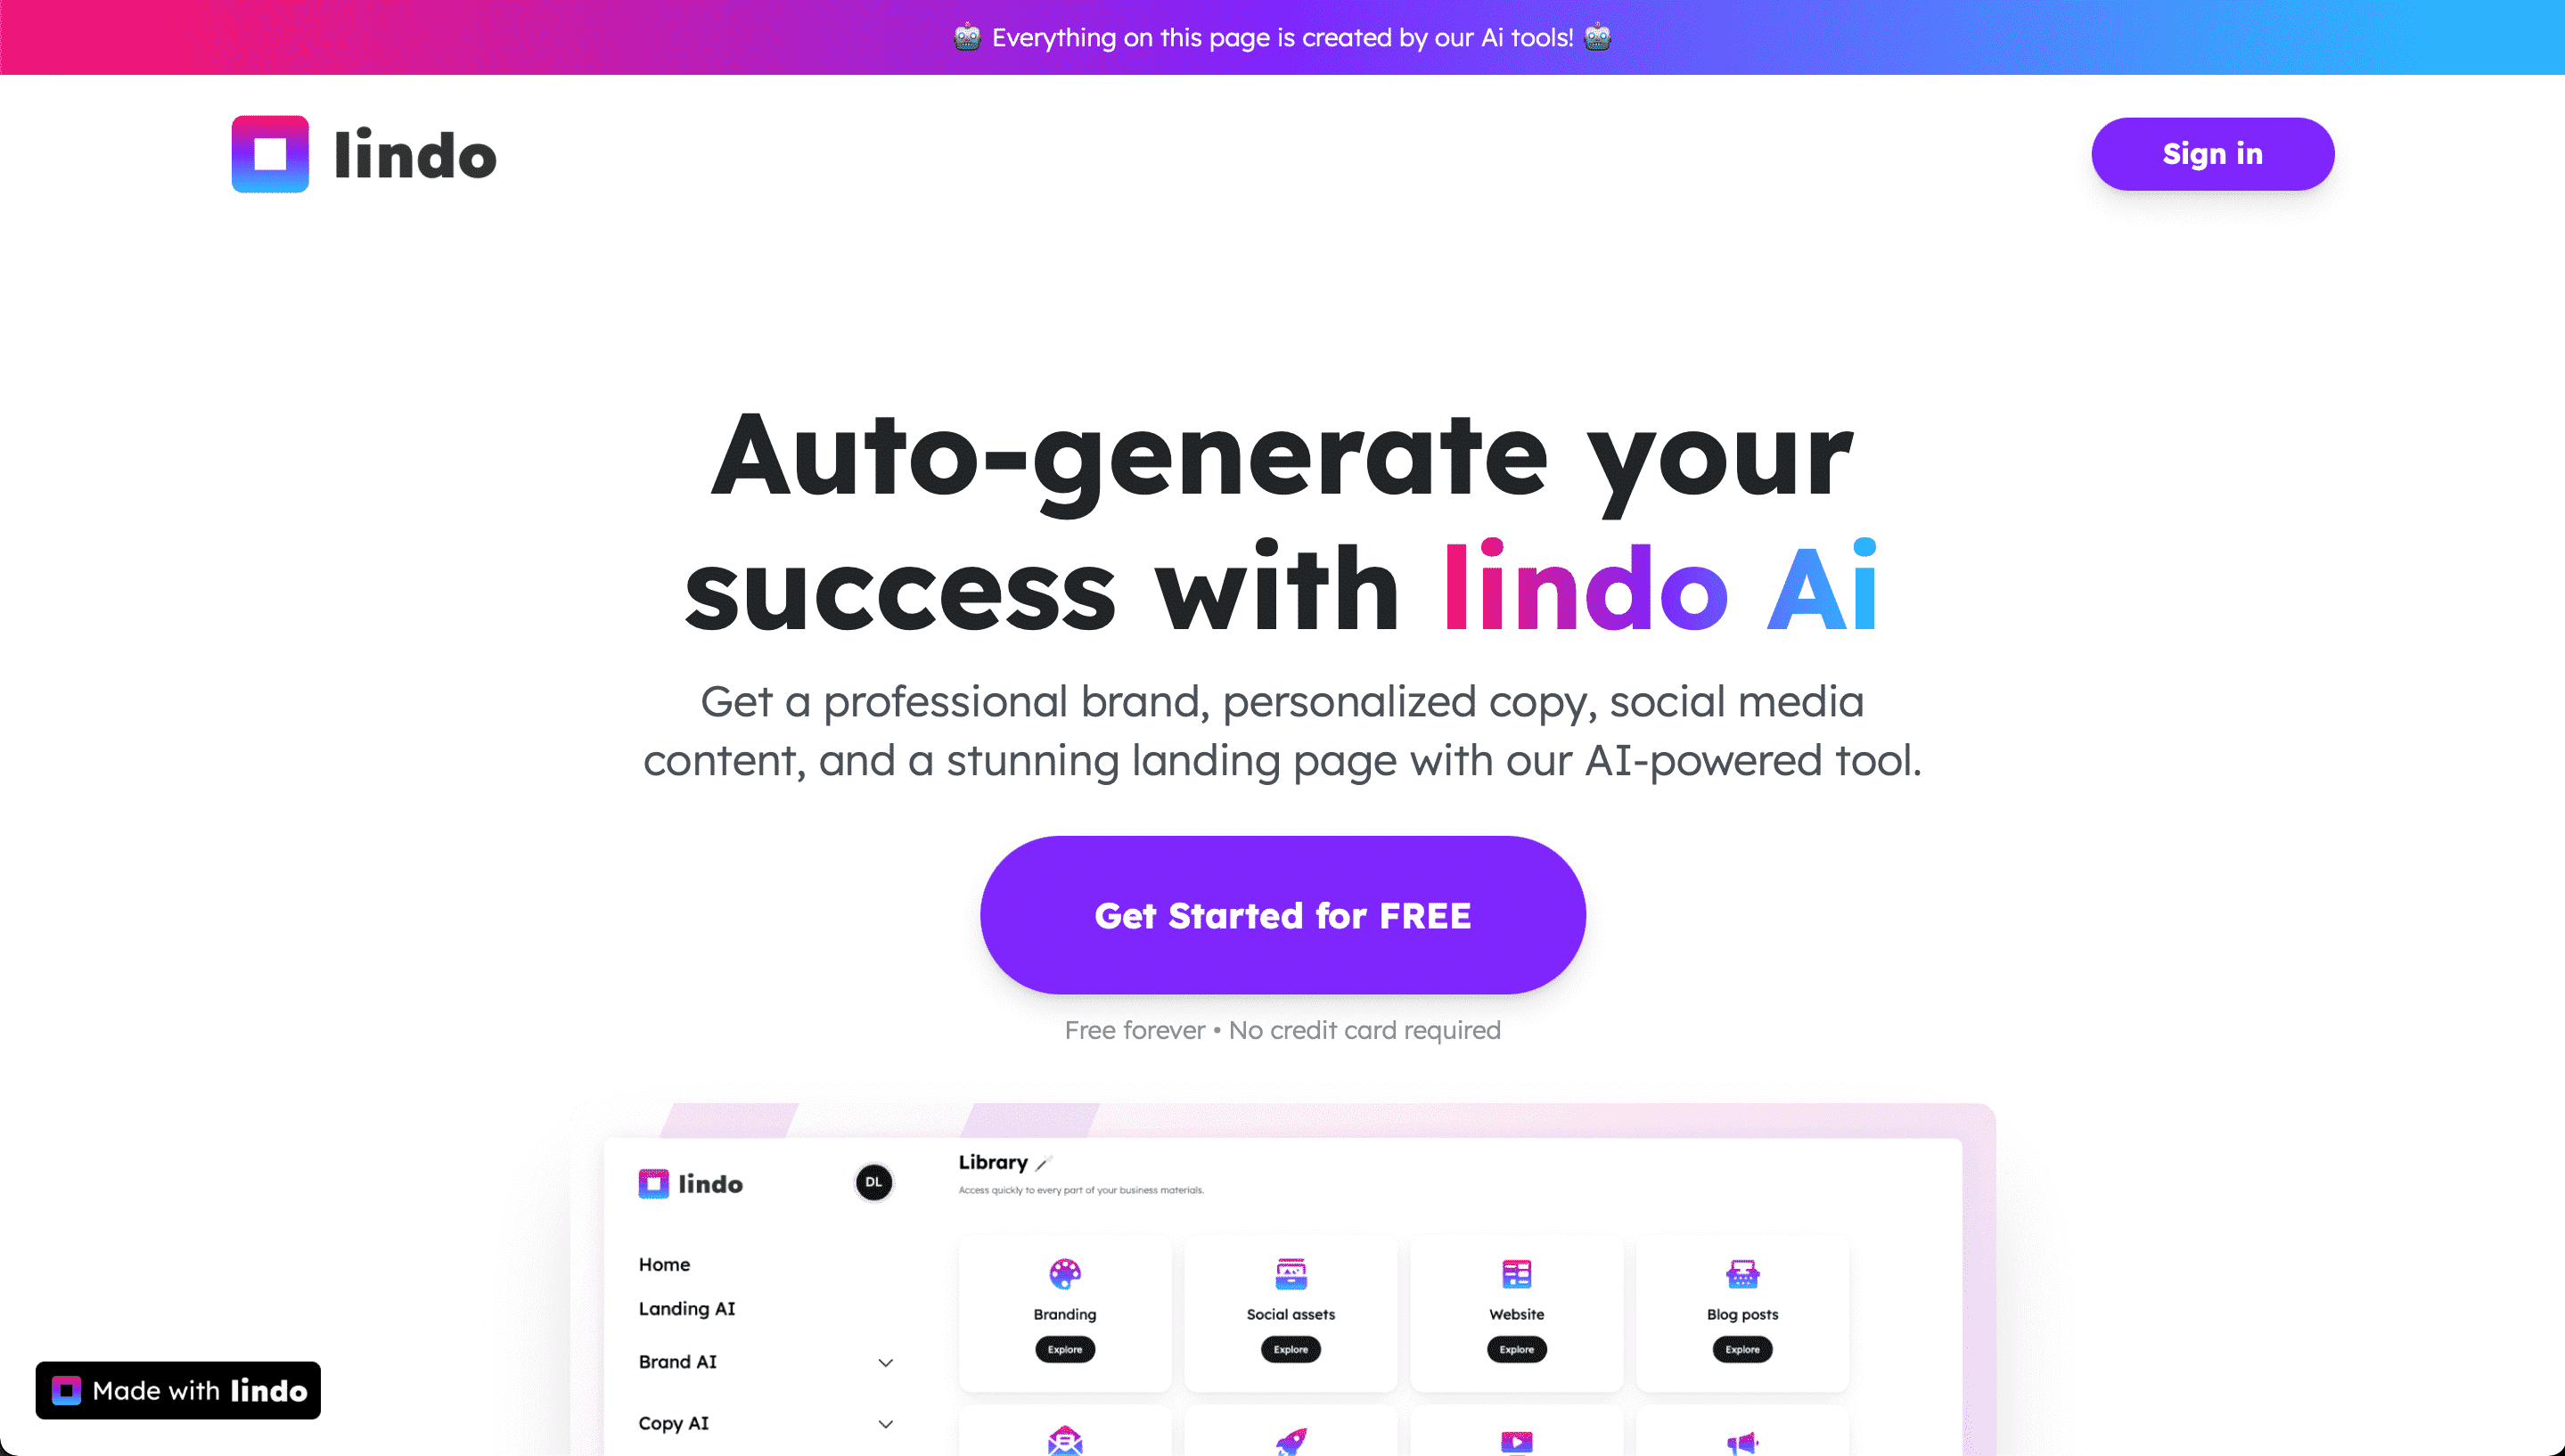 🤖 Everything on this page is created by our Ai tools! 🤖
lindo
Sign in
Auto-generate your
success with lindo Ai
Get a professional brand, personalized copy, social media
content, and a stunning landing page with our AI-powered tool.
Get Started for FREE
Free forever • No credit card required
lindo
DL
Home
Landing AI
Brand AI
Copy AI
Library
Access quickly to every part of your business materials.
Branding
Explore
Social assets
Explore
Website
Explore
Blog posts
Explore
Made with lindo